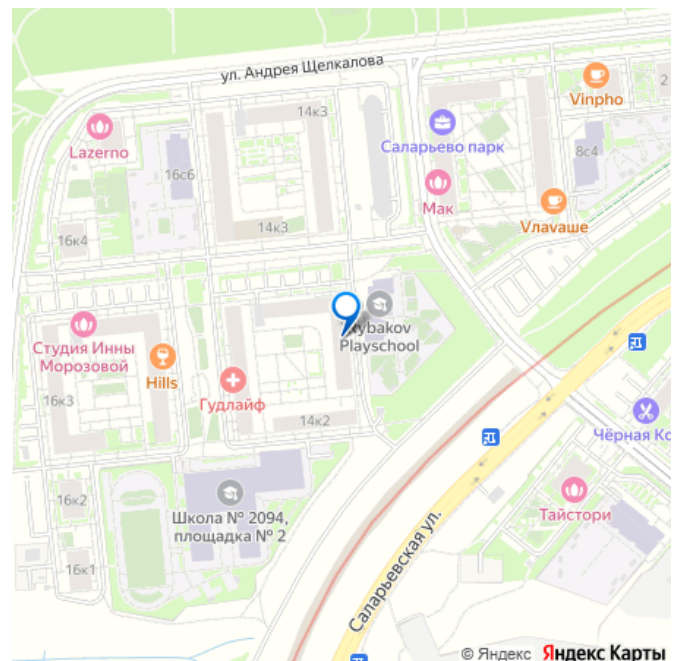 ул. Андрея Щелкалова
Vinpho
2
14к3
Lazerno
Саларьево парк
8с4
16с6
Мак
Vлаваше
14к3
16к4
Rybakov
Playschool
Студия Инны
Морозовой
Hills
Гудлайф
16к3
14к2
Чёрная Ко
Школа № 2094,
площадка № 2
16к2
Тайстори
16к1
Саларьевская ул.
© Яндекс Яндекс Карты